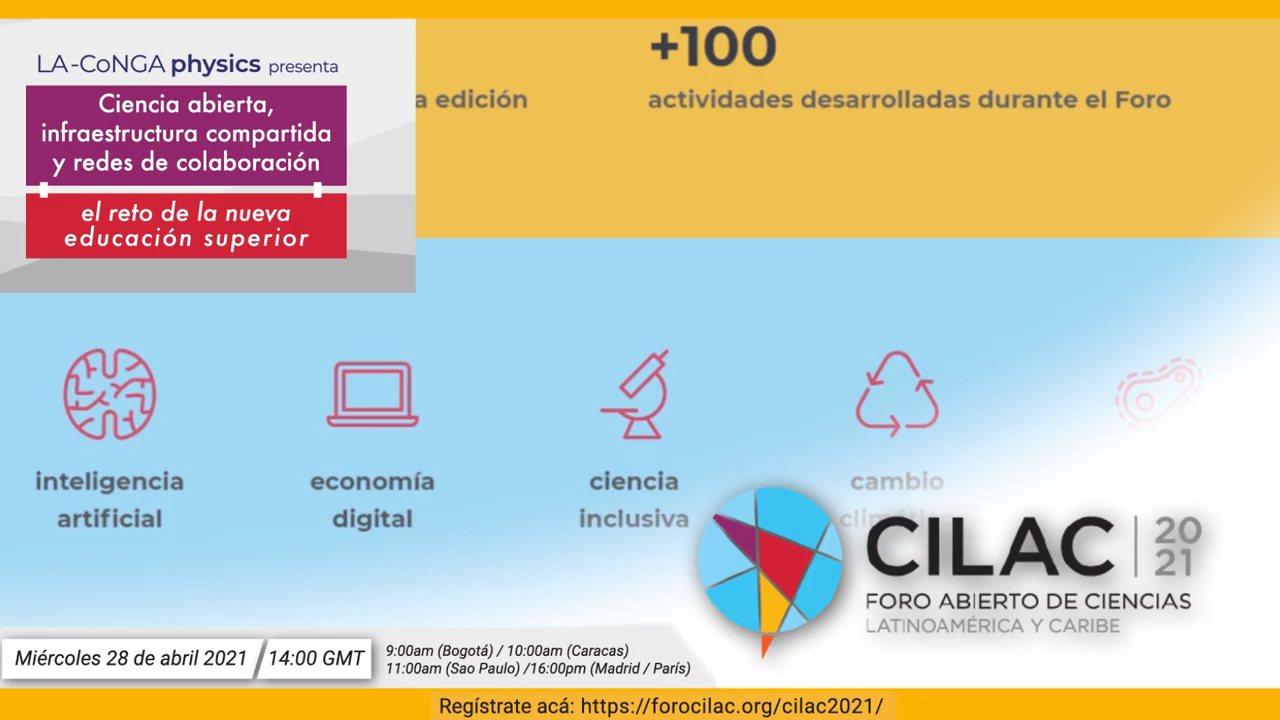 LA-CoNGA physics presenta
Ciencia abierta,
infraestructura compartida
y redes de colaboración
el reto de la nueva
educación superior
+100
a edición
actividades desarrolladas durante el Foro
inteligencia
artificial
economía
digital
ciencia
inclusiva
cambio
climático
CILAC
20
21
FORO ABIERTO DE CIENCIAS
LATINOAMÉRICA Y CARIBE
Miércoles 28 de abril 2021
14:00 GMT
9:00am (Bogotá) / 10:00am (Caracas)
11:00am (Sao Paulo) /16:00pm (Madrid / París)
Regístrate acá: https://forocilac.org/cilac2021/